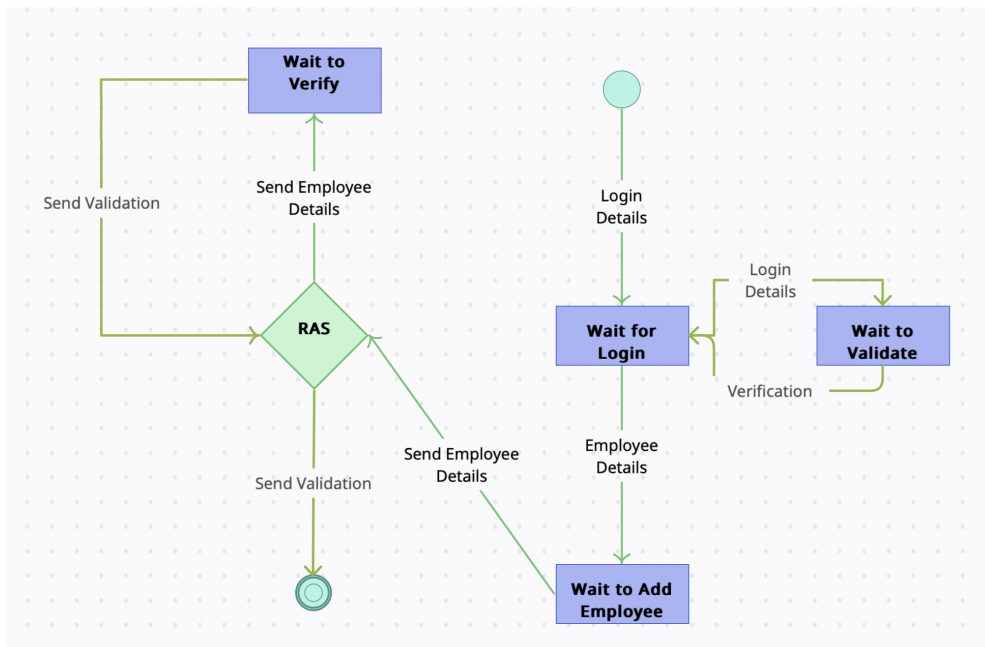 Wait to
Verify
Send Validation
Send Employee
Details
RAS
Send Validation
Login
Details
Wait for
Login
Login
Details
Wait to
Validate
Verification
Employee
Details
Send Employee
Details
Wait to Add
Employee